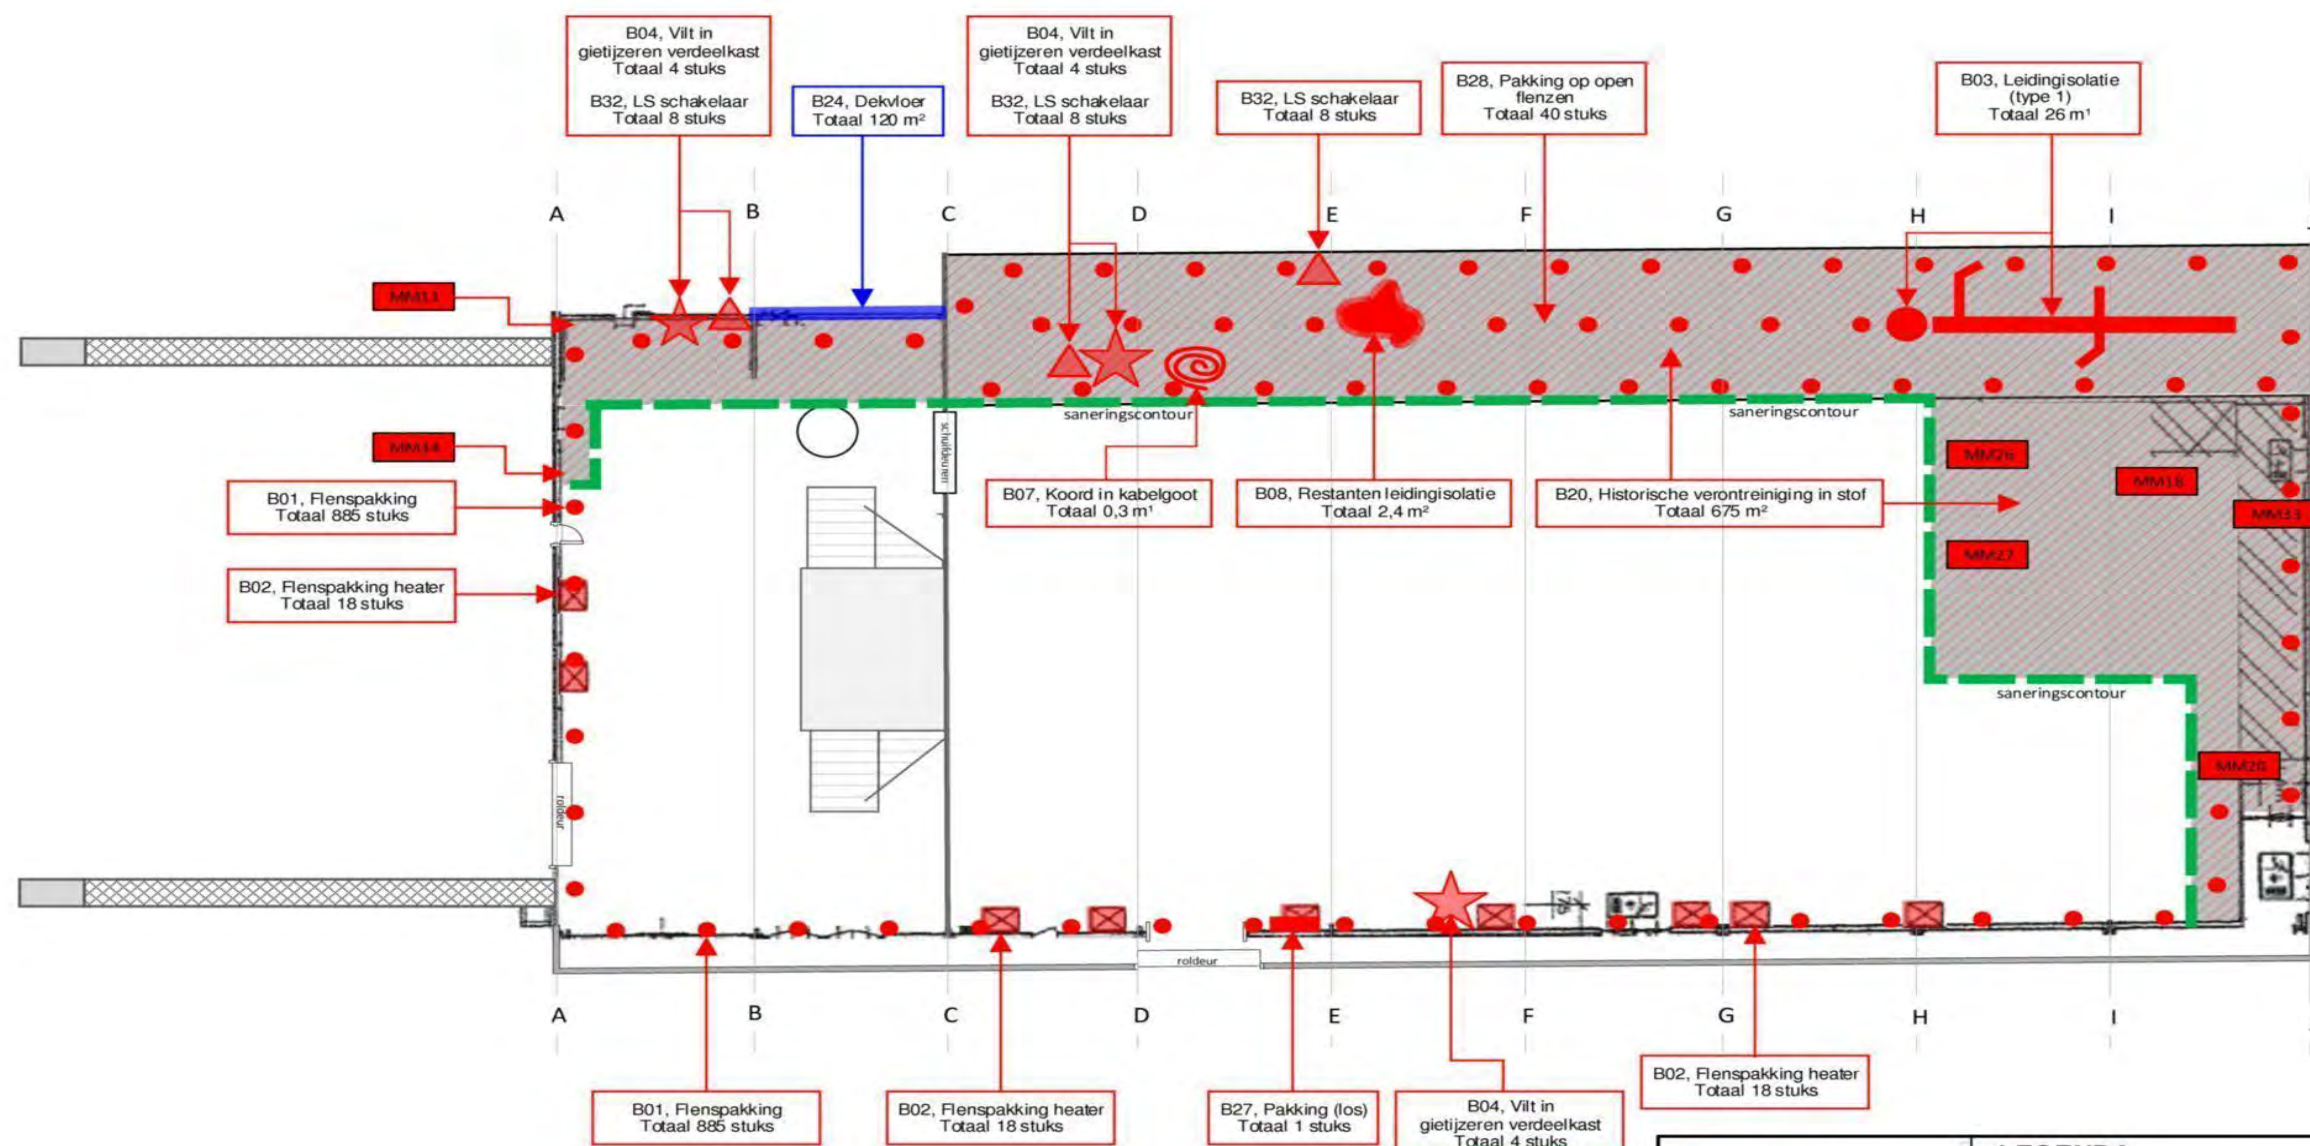 B04, Vilt in
gietijzeren verdeelkast
Totaal 4 stuks
B32, LS schakelaar
Totaal 8 stuks
B24, Dekvloer
Totaal 120 m²
B04, Vilt in
gietijzeren verdeelkast
Totaal 4 stuks
B32, LS schakelaar
Totaal 8 stuks
B32, LS schakelaar
Totaal 8 stuks
B28, Pakking op open
flenzen
Totaal 40 stuks
B03, Leidingisolatie
(type 1)
Totaal 26 m¹
A
B
C
D
E
F
G
H
I
MM13
saneringscontour
saneringscontour
schuifdeuren
MM14
B01, Flenspakking
Totaal 885 stuks
B07, Koord in kabelgoot
Totaal 0,3 m¹
B08, Restanten leidingisolatie
Totaal 2,4 m²
B20, Historische verontreiniging in stof
Totaal 675 m²
MM26
MM18
MM33
MM27
B02, Flenspakking heater
Totaal 18 stuks
saneringscontour
MM28
roldeur
roldeur
A
B
C
D
E
F
G
H
I
B01, Flenspakking
Totaal 885 stuks
B02, Flenspakking heater
Totaal 18 stuks
B27, Pakking (los)
Totaal 1 stuks
B04, Vilt in
gietijzeren verdeelkast
Totaal 4 stuks
B02, Flenspakking heater
Totaal 18 stuks